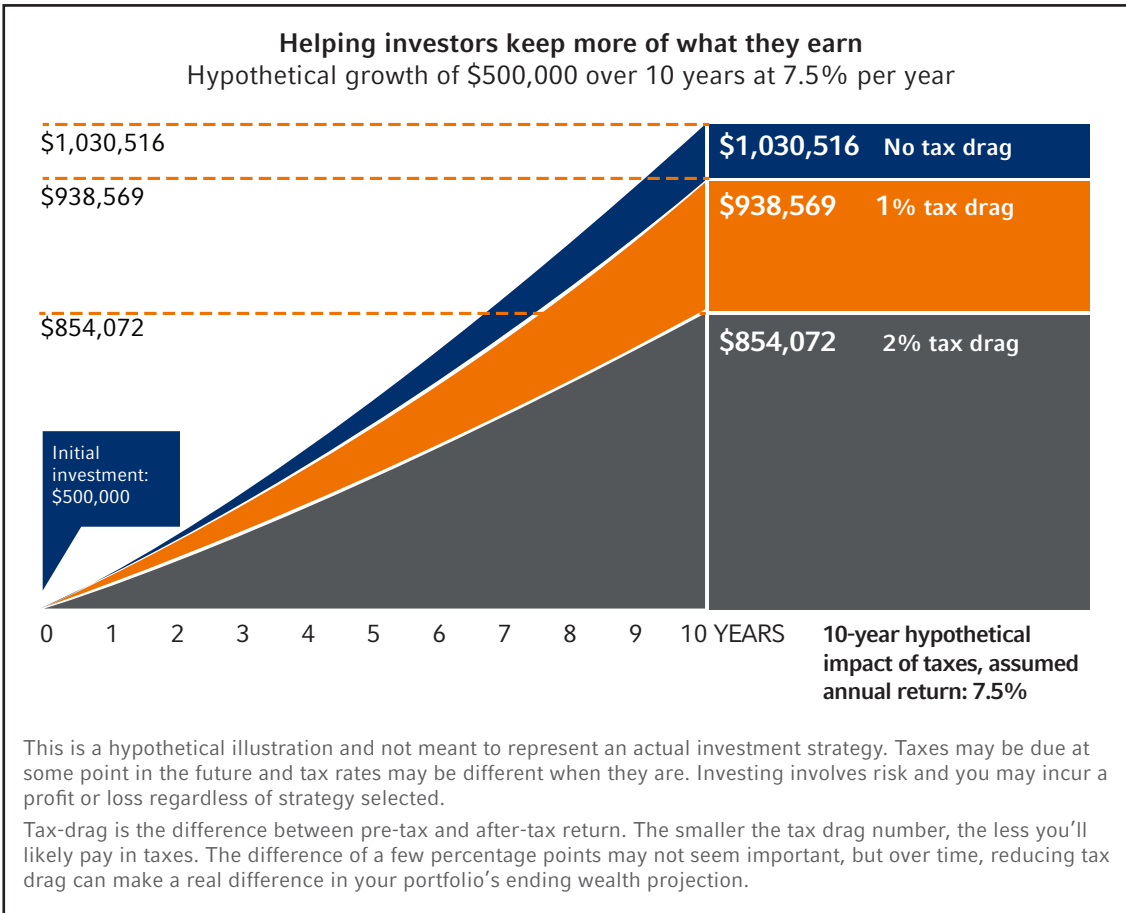 Helping investors keep more of what they earn
Hypothetical growth of $500,000 over 10 years at 7.5% per year
$1,030,516
$938,569
$854,072
$1,030,516 No tax drag
$938,569 1% tax drag
$854,072 2% tax drag
Initial
investment:
$500,000
0 1 2 3 4 5 6 7 8 9 10 YEARS
10-year hypothetical
impact of taxes, assumed
annual return: 7.5%
This is a hypothetical illustration and not meant to represent an actual investment strategy. Taxes may be due at
some point in the future and tax rates may be different when they are. Investing involves risk and you may incur a
profit or loss regardless of strategy selected.
Tax-drag is the difference between pre-tax and after-tax return. The smaller the tax drag number, the less you’ll
likely pay in taxes. The difference of a few percentage points may not seem important, but over time, reducing tax
drag can make a real difference in your portfolio’s ending wealth projection.